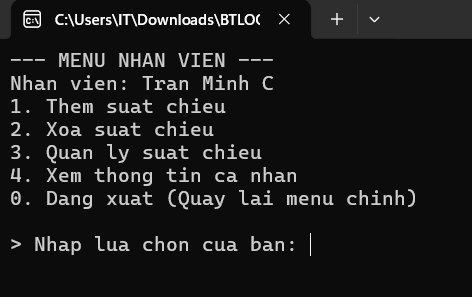 C:\Users\IT\Downloads\BTLOO
--- MENU NHAN VIEN ---
Nhan vien: Tran Minh C
1. Them suat chieu
2. Xoa suat chieu
3. Quan ly suat chieu
4. Xem thong tin ca nhan
0. Dang xuat (Quay lai menu chinh)
> Nhap lua chon cua ban: